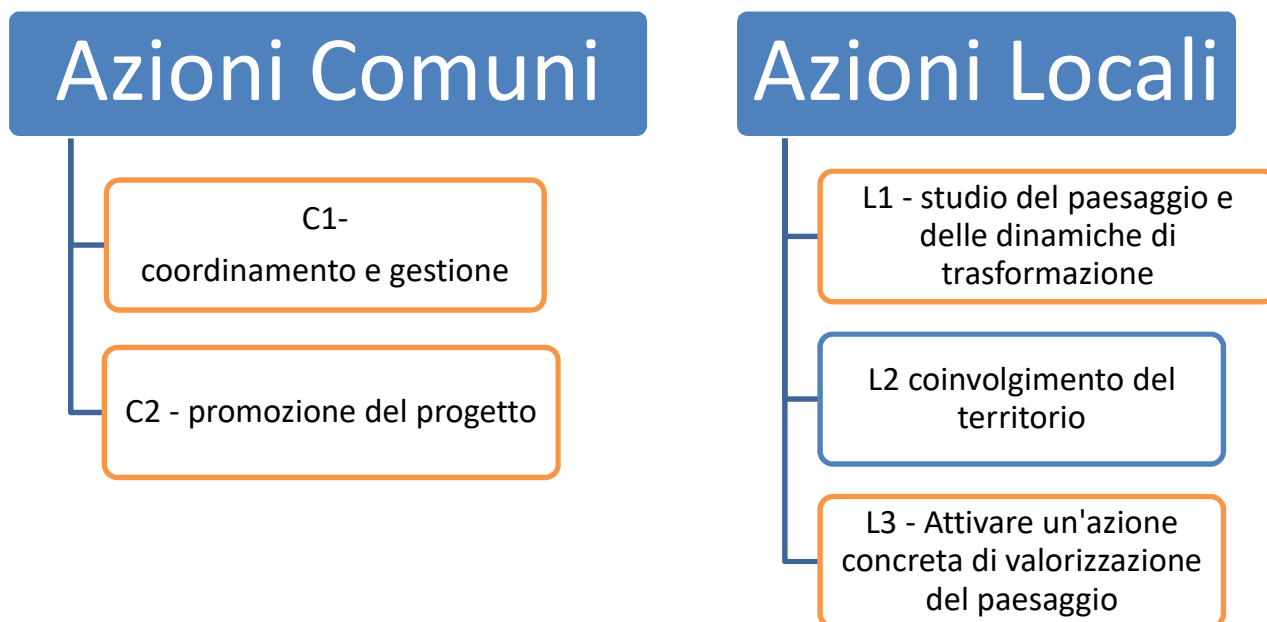 Azioni Comuni
C1-
coordinamento e gestione
C2 - promozione del progetto
Azioni Locali
L1 - studio del paesaggio e
delle dinamiche di
trasformazione
L2 coinvolgimento del
territorio
L3 - Attivare un'azione
concreta di valorizzazione
del paesaggio